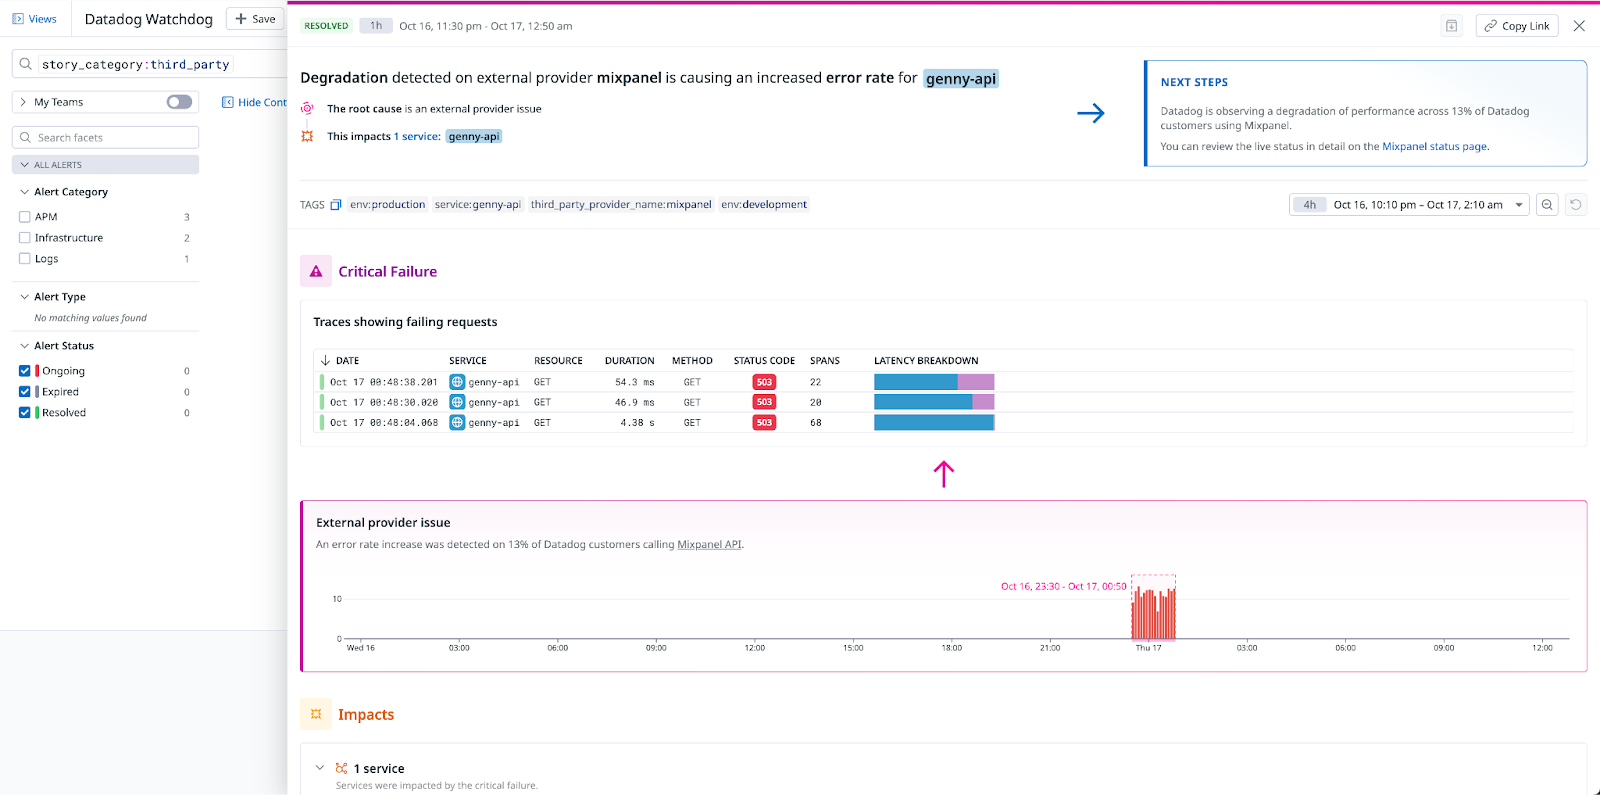 Views
Datadog Watchdog
+ Save
story_category:third_party
My Teams
Hide Cont
Search facets
ALL ALERTS
Alert Category
APM 3
Infrastructure 2
Logs 1
Alert Type
No matching values found
Alert Status
Ongoing 0
Expired 0
Resolved 0
RESOLVED 1h Oct 16, 11:30 pm - Oct 17, 12:50 am
Copy Link
Degradation detected on external provider mixpanel is causing an increased error rate for genny-api
The root cause is an external provider issue
This impacts 1 service: genny-api
NEXT STEPS
Datadog is observing a degradation of performance across 13% of Datadog
customers using Mixpanel.
You can review the live status in detail on the Mixpanel status page.
TAGS env:production service:genny-api third_party_provider_name:mixpanel env:development
4h Oct 16, 10:10 pm – Oct 17, 2:10 am
Critical Failure
Traces showing failing requests
DATE SERVICE RESOURCE DURATION METHOD STATUS CODE SPANS LATENCY BREAKDOWN
Oct 17 00:48:38.201 genny-api GET 54.3 ms GET 503 22
Oct 17 00:48:30.020 genny-api GET 46.9 ms GET 503 20
Oct 17 00:48:04.068 genny-api GET 4.38 s GET 503 68
External provider issue
An error rate increase was detected on 13% of Datadog customers calling Mixpanel API.
Oct 16, 23:30 - Oct 17, 00:50
10
0
Wed 16 03:00 06:00 09:00 12:00 15:00 18:00 21:00 Thu 17 03:00 06:00 09:00 12:00
Impacts
1 service
Services were impacted by the critical failure.